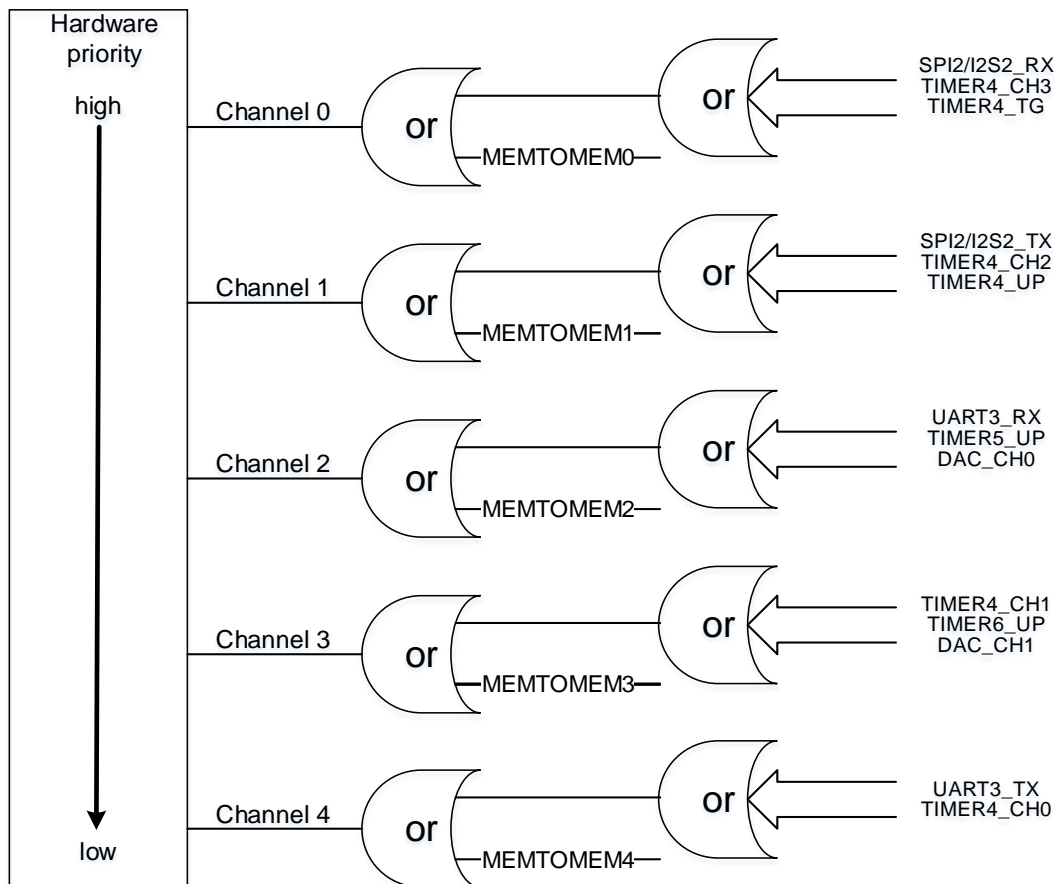 Hardware
priority
high
low
Channel 0
or
MEMTOMEM0
or
SPI2/I2S2_RX
TIMER4_CH3
TIMER4_TG
Channel 1
or
MEMTOMEM1
or
SPI2/I2S2_TX
TIMER4_CH2
TIMER4_UP
Channel 2
or
MEMTOMEM2
or
UART3_RX
TIMER5_UP
DAC_CH0
Channel 3
or
MEMTOMEM3
or
TIMER4_CH1
TIMER6_UP
DAC_CH1
Channel 4
or
MEMTOMEM4
or
UART3_TX
TIMER4_CH0